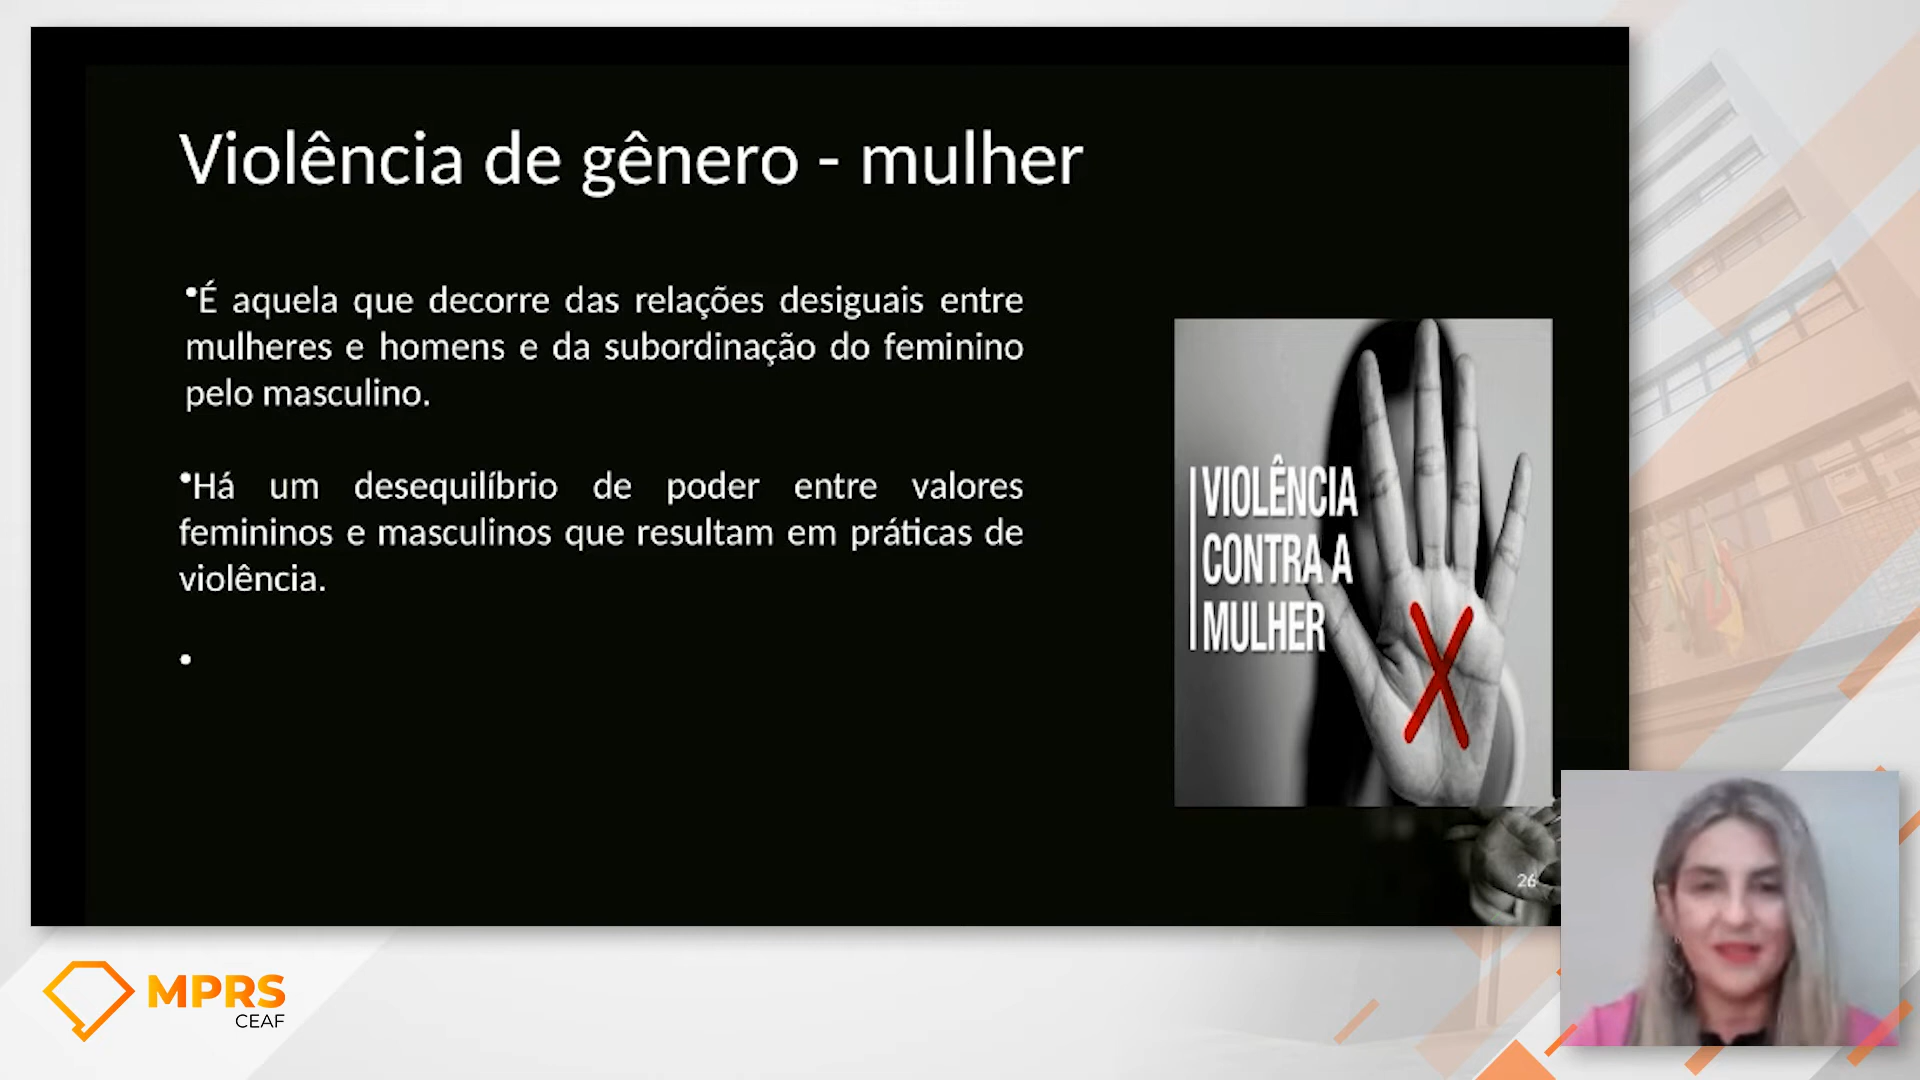 Violência de gênero - mulher
•É aquela que decorre das relações desiguais entre
mulheres e homens e da subordinação do feminino
pelo masculino.
•Há um desequilíbrio de poder entre valores
femininos e masculinos que resultam em práticas de
violência.
•
VIOLÊNCIA
CONTRA A
MULHER
26
MPRS
CEAF